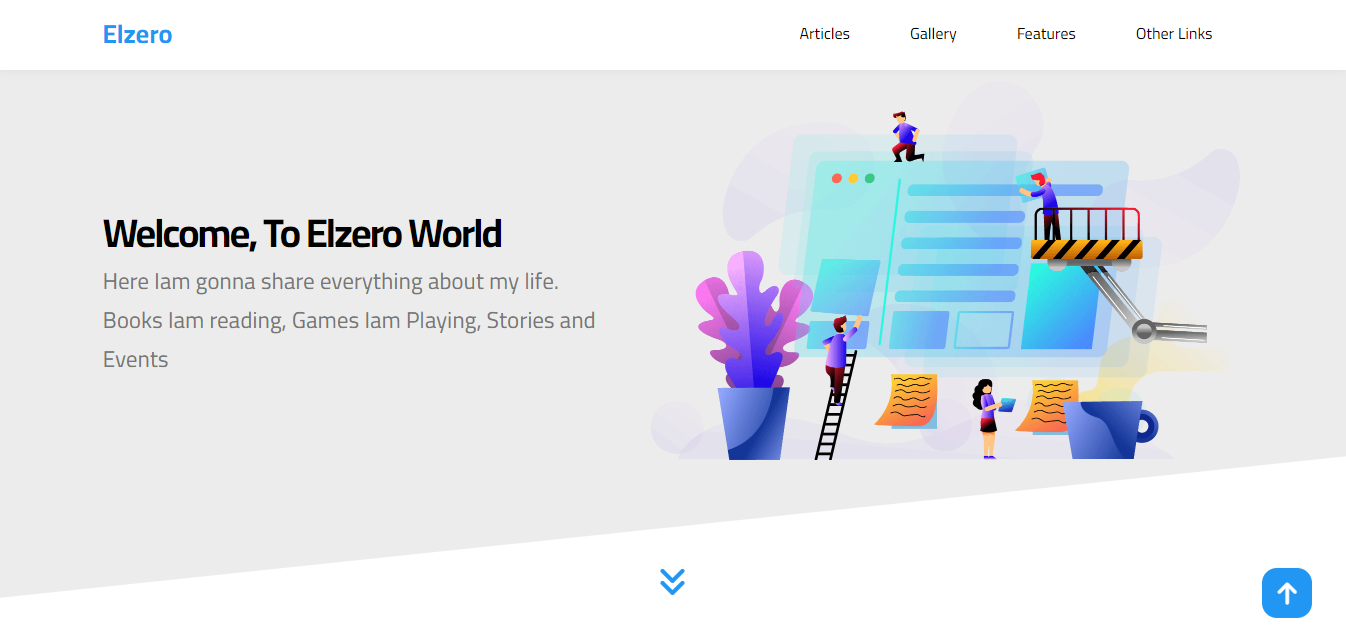 Elzero
Articles
Gallery
Features
Other Links
Welcome, To Elzero World
Here Iam gonna share everything about my life.
Books Iam reading, Games Iam Playing, Stories and
Events